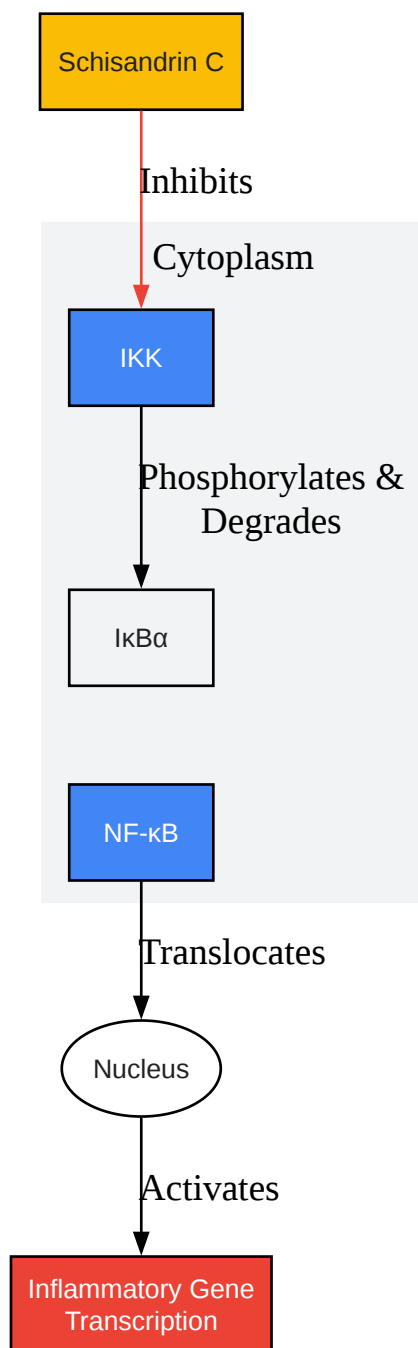 Schisandrin C
Inhibits
Cytoplasm
IKK
Phosphorylates &
Degrades
IκBα
NF-κB
Translocates
Nucleus
Activates
Inflammatory Gene
Transcription